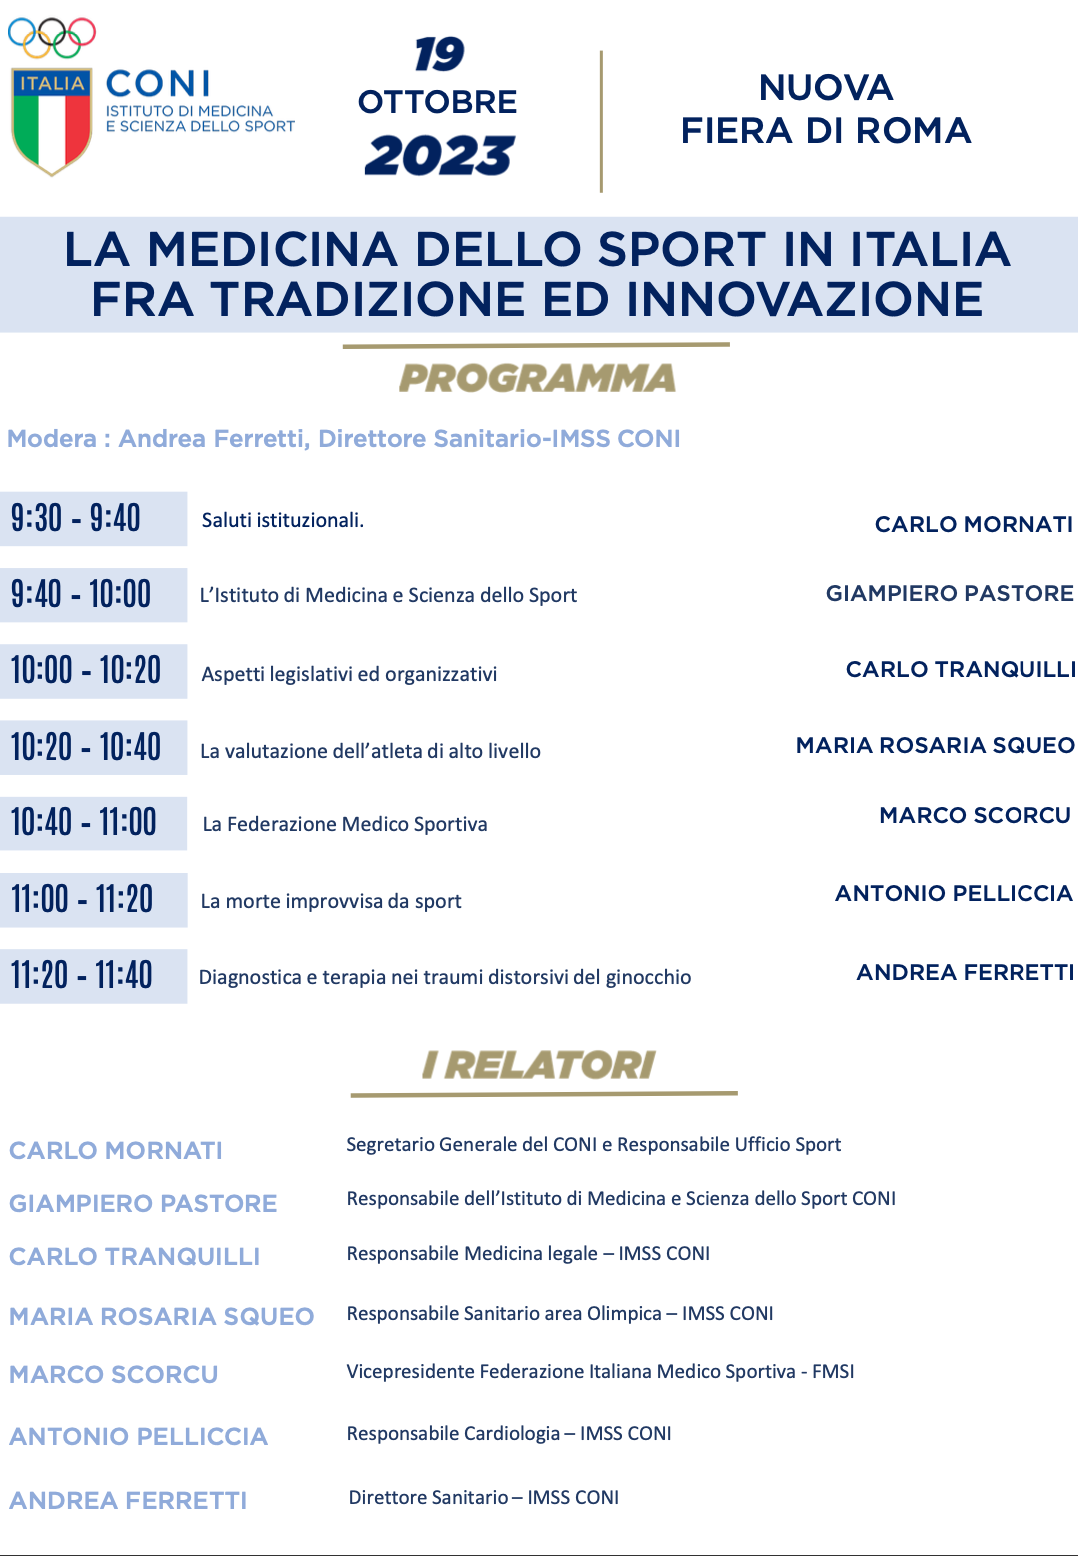 ITALIA
CONI
ISTITUTO DI MEDICINA
E SCIENZA DELLO SPORT
19
OTTOBRE
2023
NUOVA
FIERA DI ROMA
LA MEDICINA DELLO SPORT IN ITALIA
FRA TRADIZIONE ED INNOVAZIONE
PROGRAMMA
Modera : Andrea Ferretti, Direttore Sanitario-IMSS CONI
9:30 - 9:40 Saluti istituzionali. CARLO MORNATI
9:40 - 10:00 L’Istituto di Medicina e Scienza dello Sport GIAMPIERO PASTORE
10:00 - 10:20 Aspetti legislativi ed organizzativi CARLO TRANQUILLI
10:20 - 10:40 La valutazione dell’atleta di alto livello MARIA ROSARIA SQUEO
10:40 - 11:00 La Federazione Medico Sportiva MARCO SCORCU
11:00 - 11:20 La morte improvvisa da sport ANTONIO PELLICCIA
11:20 - 11:40 Diagnostica e terapia nei traumi distorsivi del ginocchio ANDREA FERRETTI
I RELATORI
CARLO MORNATI Segretario Generale del CONI e Responsabile Ufficio Sport
GIAMPIERO PASTORE Responsabile dell’Istituto di Medicina e Scienza dello Sport CONI
CARLO TRANQUILLI Responsabile Medicina legale – IMSS CONI
MARIA ROSARIA SQUEO Responsabile Sanitario area Olimpica – IMSS CONI
MARCO SCORCU Vicepresidente Federazione Italiana Medico Sportiva - FMSI
ANTONIO PELLICCIA Responsabile Cardiologia – IMSS CONI
ANDREA FERRETTI Direttore Sanitario – IMSS CONI